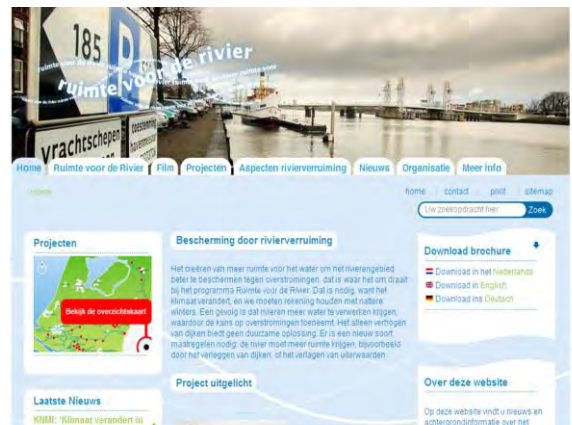 185
P
ruimte voor de rivier
vrachtschepen
Home Ruimte voor de Rivier Film Projecten Aspecten rivierverruiming Nieuws Organisatie Meer info
home contact print sitemap
Uw zoekopdracht hier Zoek
Projecten
Bekijk de overzichtskaart
Laatste Nieuws
KNMI: 'Klimaat verandert in
Bescherming door rivierverruiming
Het creëren van meer ruimte voor het water om het rivierengebied
beter te beschermen tegen overstromingen, dat is waar het om draait
bij het programma Ruimte voor de Rivier. Dat is nodig, want het
klimaat verandert, en we moeten rekening houden met nattere
winters. Een gevolg is dat rivieren meer water te verwerken krijgen,
waardoor de kans op overstromingen toeneemt. Het alleen verhogen
van dijken biedt geen duurzame oplossing. Er is een nieuw soort
maatregelen nodig: de rivier moet meer ruimte krijgen, bijvoorbeeld
door het verleggen van dijken, of het verlagen van uiterwaarden.
Project uitgelicht
Download brochure
Download in het Nederlands
Download in English
Download ins Deutsch
Over deze website
Op deze website vindt u nieuws en
achtergrondinformatie over het